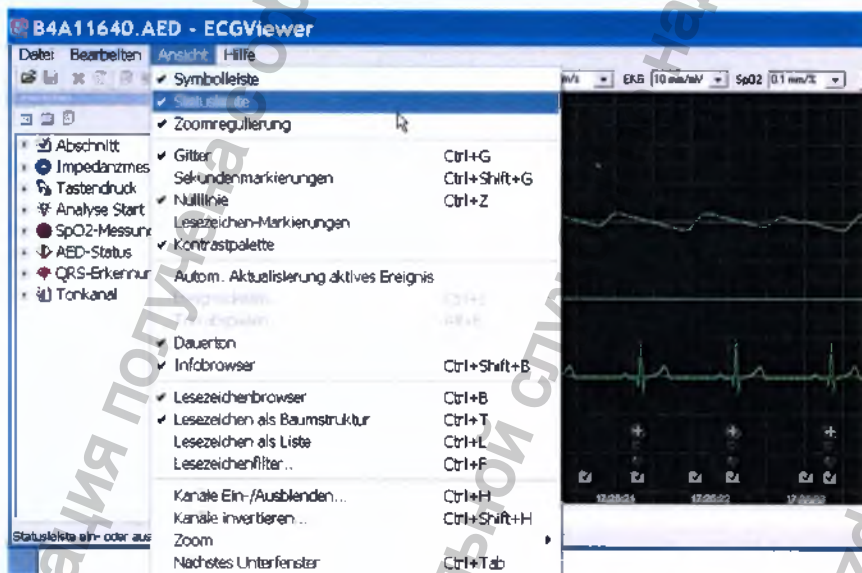 B4A11640.AED - ECGViewer
Datei Bearbeiten Ansicht Hilfe
EKG 10 mm/mV SpO2 0.1 mm/%
Symbolleiste
Statusleiste
Zoomregulierung
Gitter Ctrl+G
Sekundenmarkierungen Ctrl+Shift+G
Nulllinie Ctrl+Z
Lesezeichen-Markierungen
Kontrastpalette
Autom. Aktualisierung aktives Ereignis
Dauerton
Infobrowser Ctrl+Shift+B
Lesezeichenbrowser Ctrl+B
Lesezeichen als Baumstruktur Ctrl+T
Lesezeichen als Liste Ctrl+L
Lesezeichenfilter.. Ctrl+F
Kanäle Ein-/Ausblenden... Ctrl+H
Kanäle invertieren... Ctrl+Shift+H
Zoom
Nächstes Unterfenster Ctrl+Tab
Abschnitt
Impedanzmes
Tastendruck
Analyse Start
SpO2-Messun
AED-Status
QRS-Erkennun
Tonkanal
Statusleiste ein- oder aus